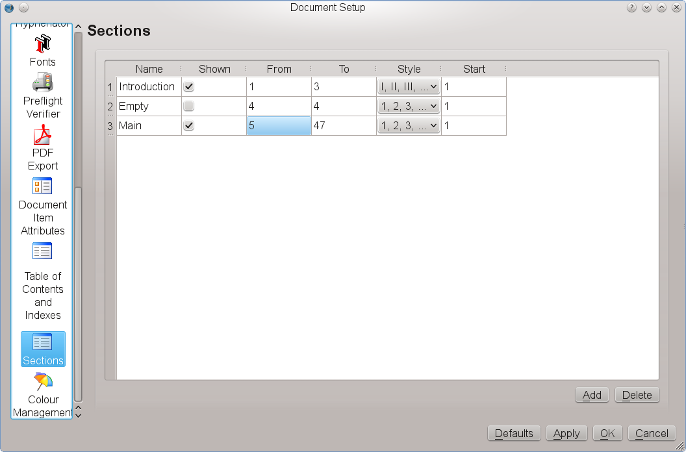 Document Setup
Hyphenator
Fonts
Preflight
Verifier
PDF
Export
Document
Item
Attributes
Table of
Contents
and
Indexes
Sections
Colour
Management
Sections
Name Shown From To Style Start
1 Introduction 1 3 I, II, III, ... 1
2 Empty 4 4 1, 2, 3, ... 1
3 Main 5 47 1, 2, 3, ... 1
Add Delete
Defaults Apply OK Cancel